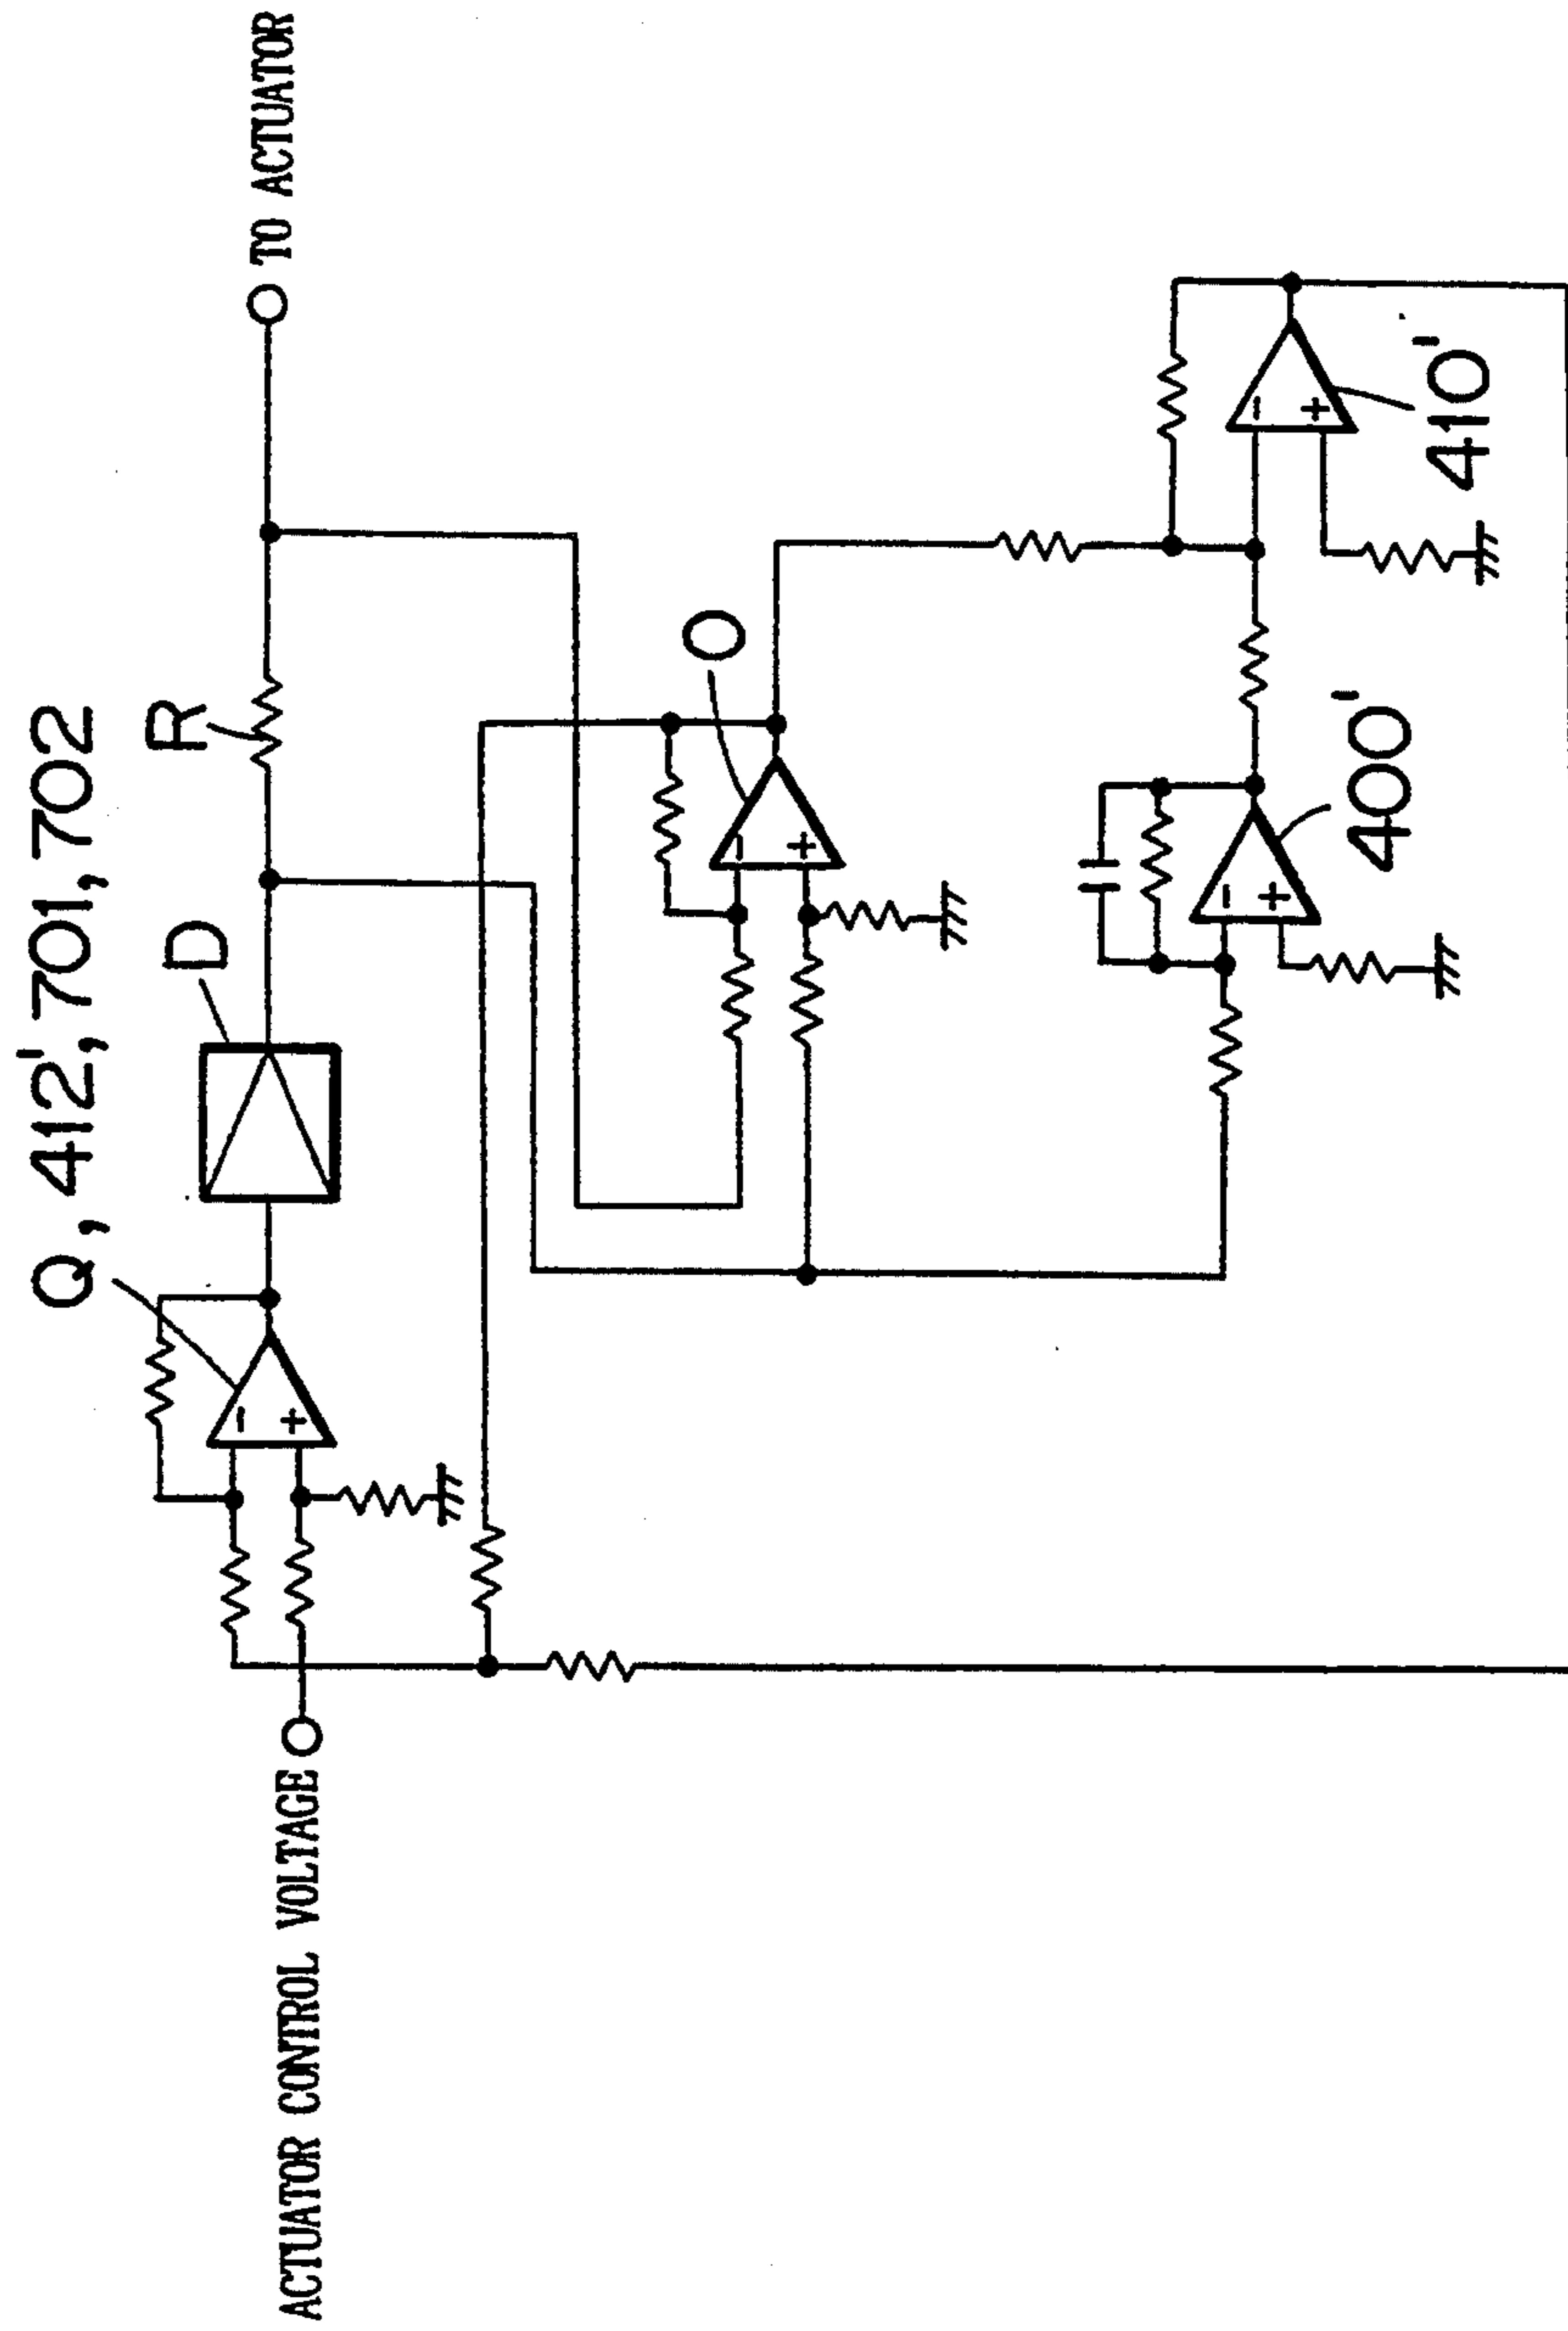 Q, 412', 701, 702
D
R
TO ACTUATOR
ACTUATOR CONTROL VOLTAGE
O
400'
410'
- +
- +
- +
- +